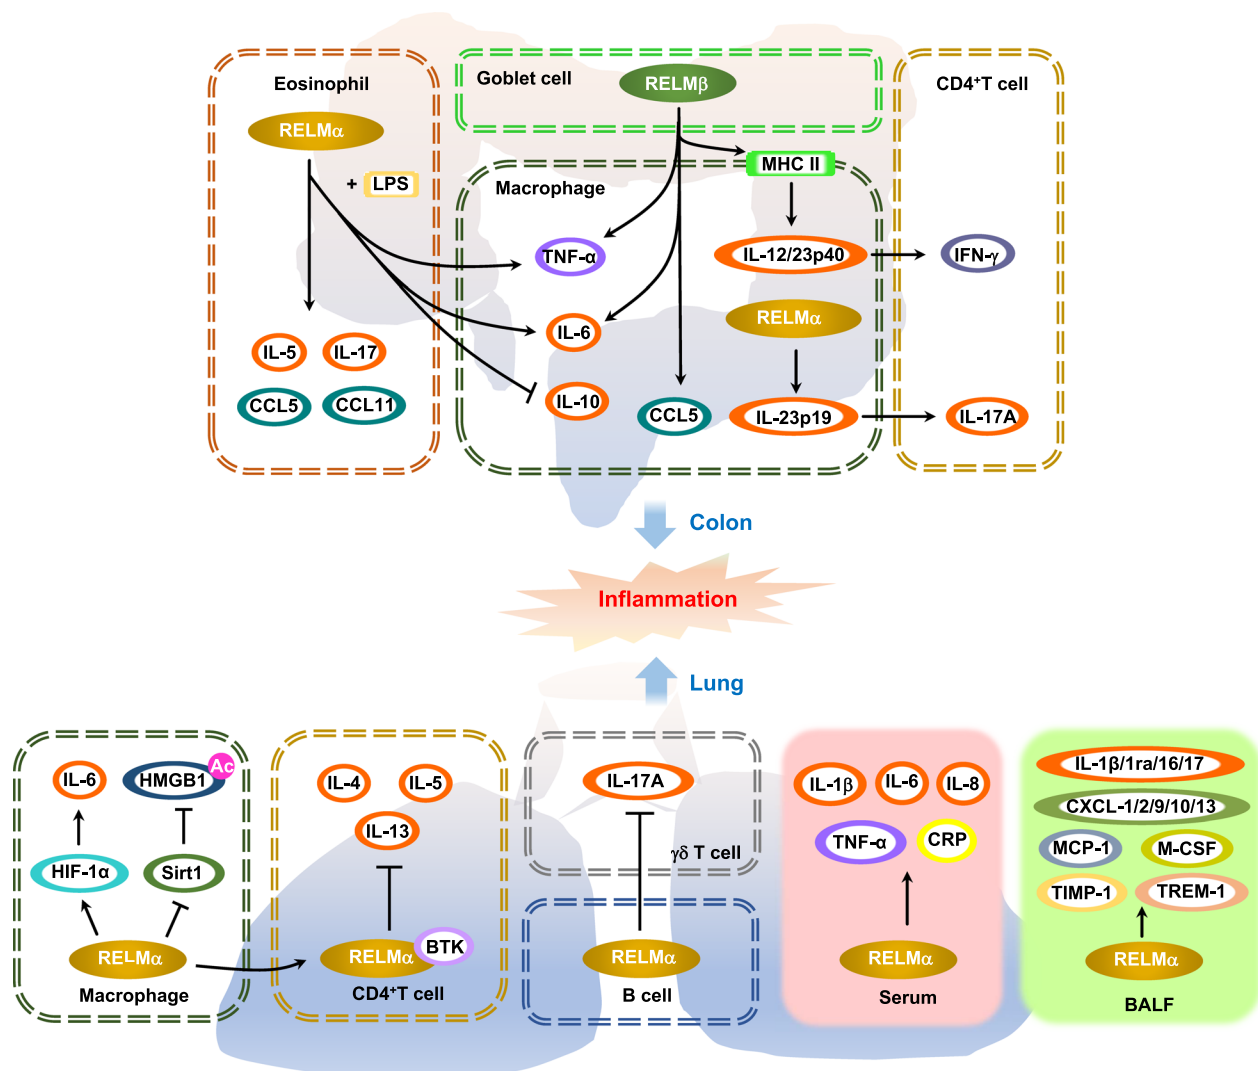 Eosinophil
RELMα
+ LPS
IL-5
IL-17
CCL5
CCL11
Goblet cell
RELMβ
CD4⁺T cell
MHC II
Macrophage
TNF-α
IL-12/23p40
IFN-γ
IL-6
RELMα
IL-10
CCL5
IL-23p19
IL-17A
Colon
Inflammation
Lung
IL-6
HMGB1
Ac
HIF-1α
Sirt1
RELMα
Macrophage
IL-4
IL-5
IL-13
RELMα
BTK
CD4⁺T cell
IL-17A
γδ T cell
RELMα
B cell
IL-1β
IL-6
IL-8
TNF-α
CRP
RELMα
Serum
IL-1β/1ra/16/17
CXCL-1/2/9/10/13
MCP-1
M-CSF
TIMP-1
TREM-1
RELMα
BALF